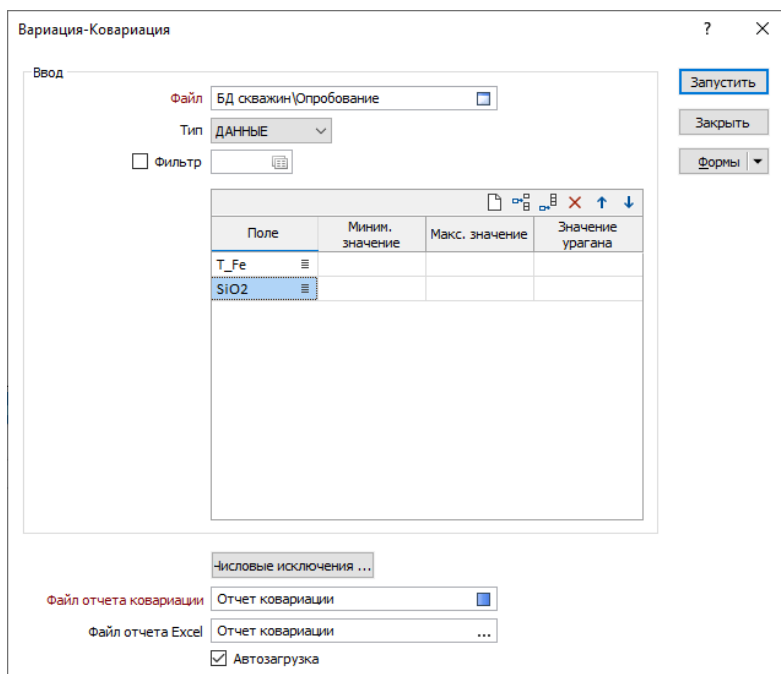 Вариация-Ковариация
Ввод
Файл БД скважин\Опробование
Тип ДАННЫЕ
Фильтр
Запустить
Закрыть
Формы
Поле Миним. значение Макс. значение Значение урагана
T_Fe
SiO2
Числовые исключения ...
Файл отчета ковариации Отчет ковариации
Файл отчета Excel Отчет ковариации ...
Автозагрузка